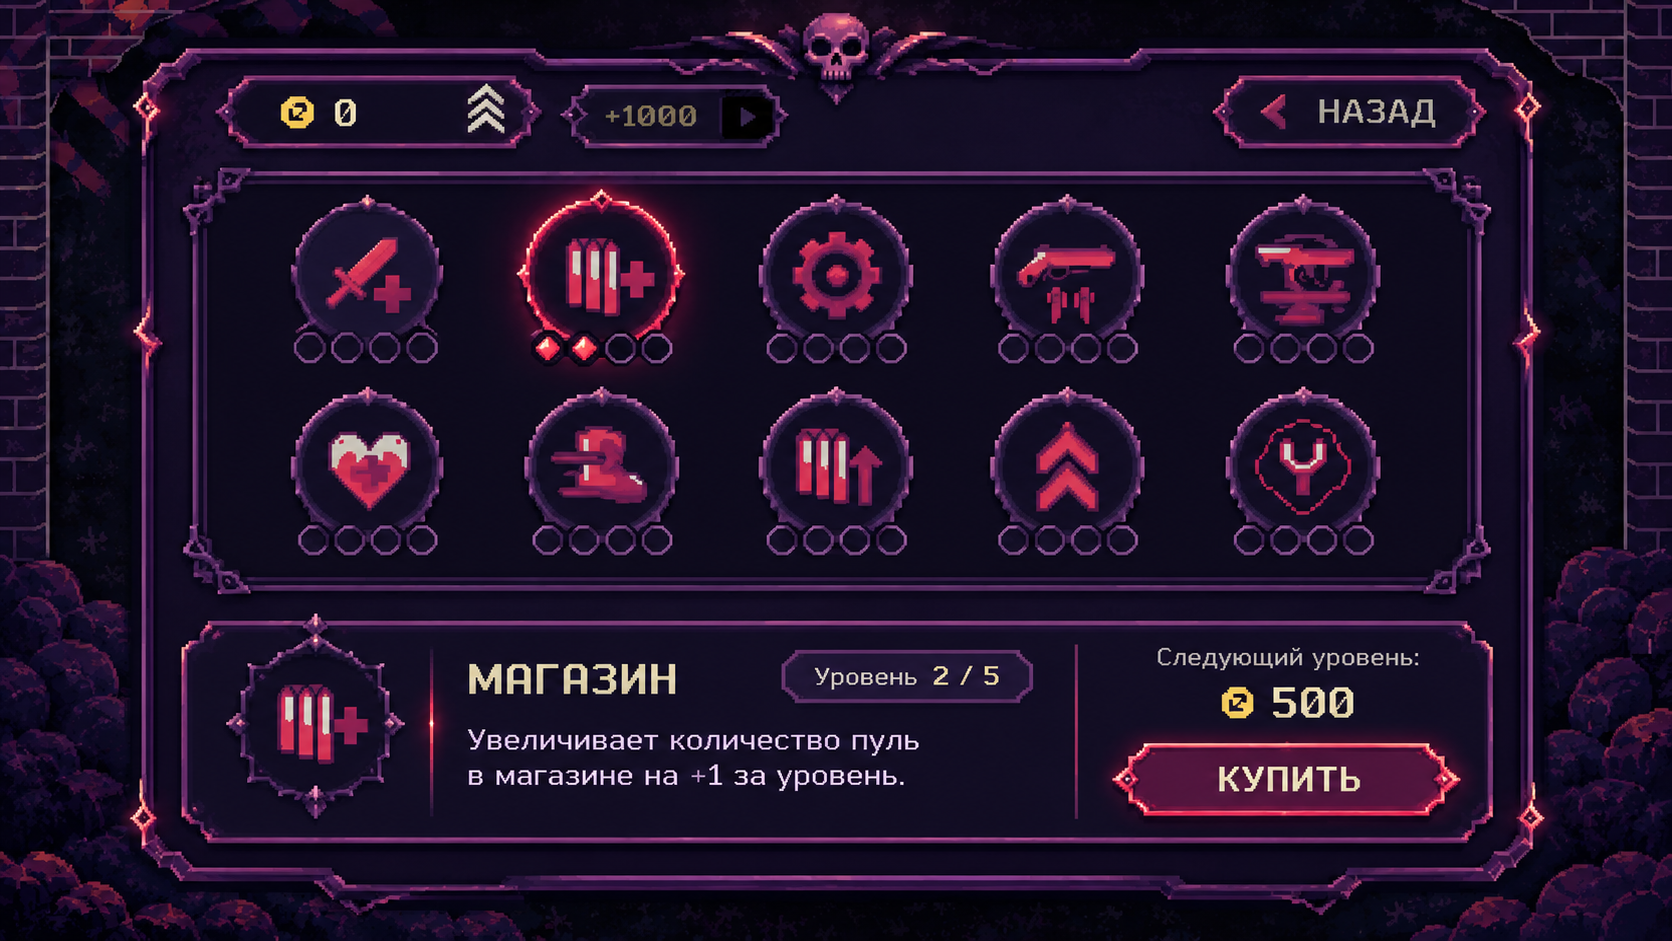 0
+1000
НАЗАД
МАГАЗИН
Уровень 2 / 5
Увеличивает количество пуль
в магазине на +1 за уровень.
Следующий уровень:
500
КУПИТЬ